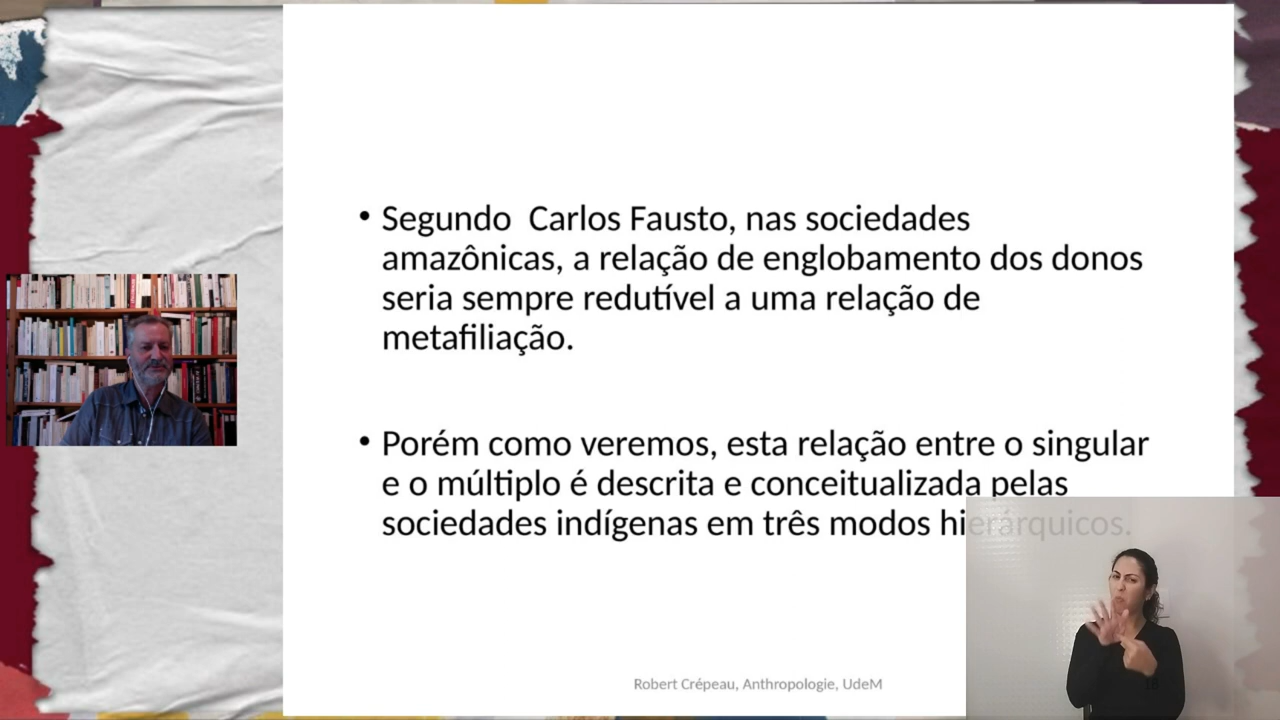 • Segundo  Carlos Fausto, nas sociedades
amazônicas, a relação de englobamento dos donos
seria sempre redutível a uma relação de
metafiliação.
• Porém como veremos, esta relação entre o singular
e o múltiplo é descrita e conceitualizada pelas
sociedades indígenas em três modos hierárquicos.
Robert Crépeau, Anthropologie, UdeM